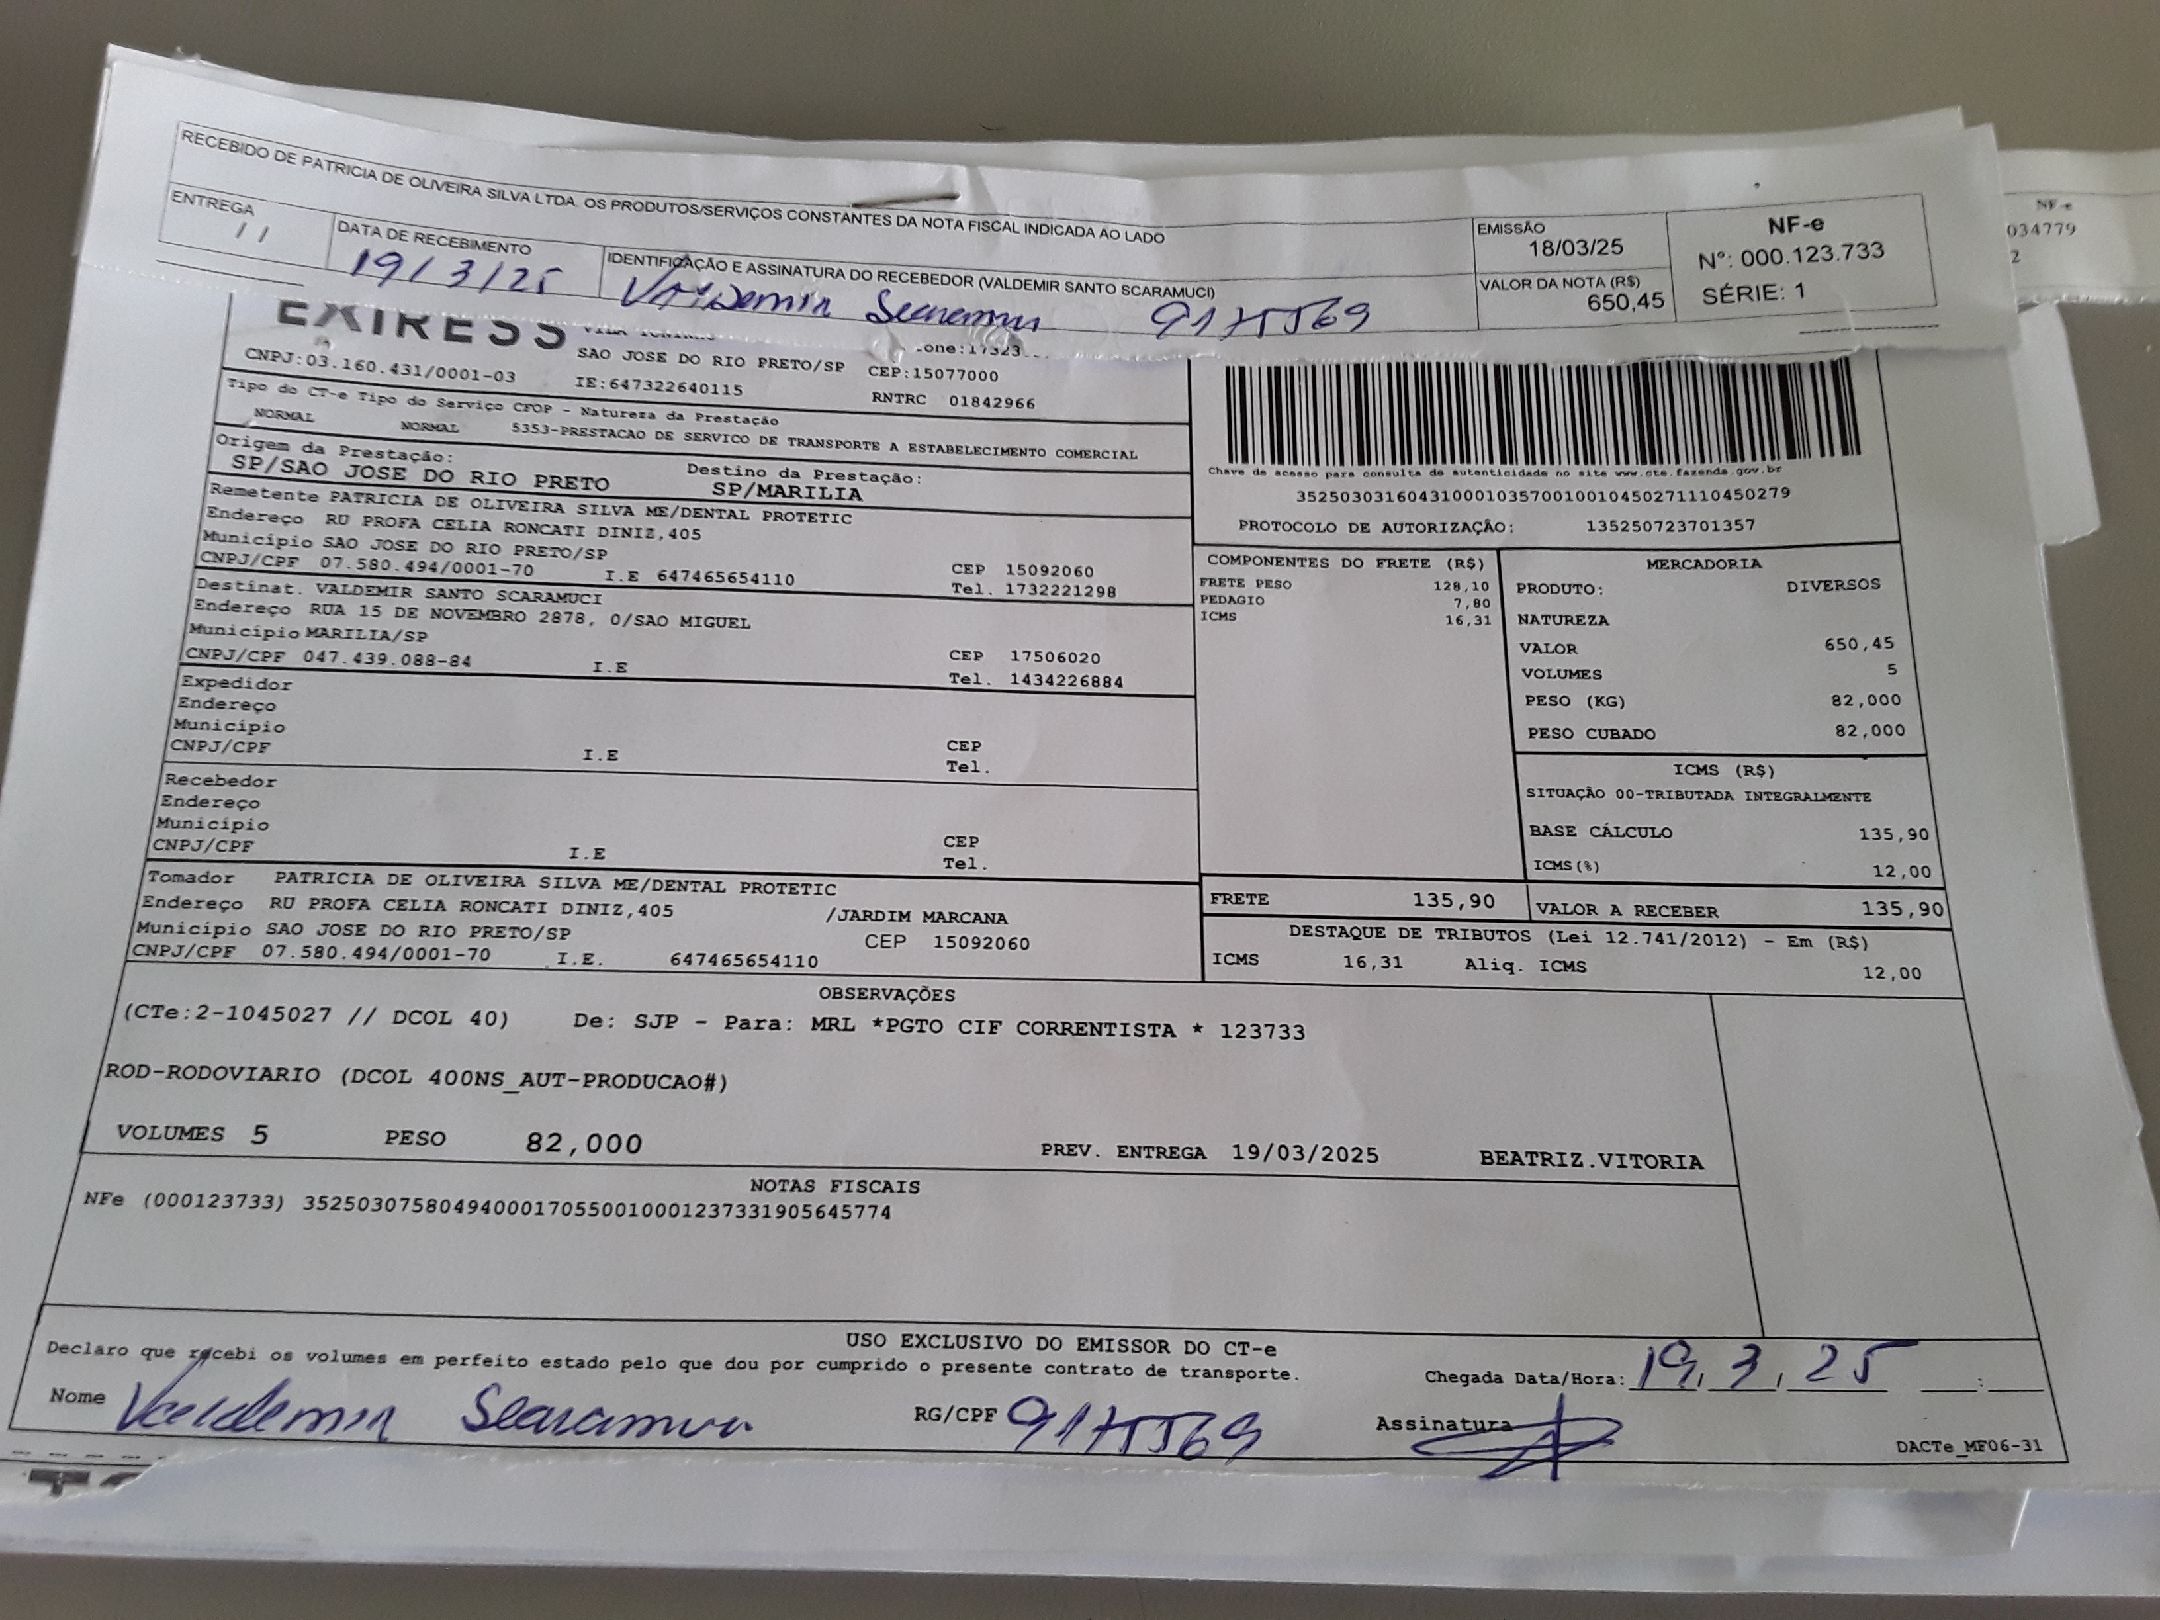 RECEBIDO DE PATRICIA DE OLIVEIRA SILVA LTDA. OS PRODUTOS/SERVIÇOS CONSTANTES DA NOTA FISCAL INDICADA AO LADO
ENTREGA
/ /
DATA DE RECEBIMENTO
19/3/25
IDENTIFICAÇÃO E ASSINATURA DO RECEBEDOR (VALDEMIR SANTO SCARAMUCI)
Valdemir 9175569
EMISSÃO
18/03/25
VALOR DA NOTA (R$)
650,45
NF-e
Nº: 000.123.733
SÉRIE: 1
NF-e
034779
2
CNPJ:03.160.431/0001-03
SAO JOSE DO RIO PRETO/SP CEP:15077000
IE:647322640115 RNTRC 01842966
Tipo do CT-e Tipo do Serviço CFOP - Natureza da Prestação
NORMAL NORMAL 5353-PRESTACAO DE SERVICO DE TRANSPORTE A ESTABELECIMENTO COMERCIAL
Origem da Prestação: Destino da Prestação:
SP/SAO JOSE DO RIO PRETO SP/MARILIA
Remetente PATRICIA DE OLIVEIRA SILVA ME/DENTAL PROTETIC
Endereço RU PROFA CELIA RONCATI DINIZ,405
Município SAO JOSE DO RIO PRETO/SP CEP 15092060
CNPJ/CPF 07.580.494/0001-70 I.E 647465654110 Tel. 1732221298
Destinat. VALDEMIR SANTO SCARAMUCI
Endereço RUA 15 DE NOVEMBRO 2878, 0/SAO MIGUEL
Município MARILIA/SP CEP 17506020
CNPJ/CPF 047.439.088-84 I.E Tel. 1434226884
Expedidor
Endereço
Município CEP
CNPJ/CPF I.E Tel.
Recebedor
Endereço
Município CEP
CNPJ/CPF I.E Tel.
Tomador PATRICIA DE OLIVEIRA SILVA ME/DENTAL PROTETIC
Endereço RU PROFA CELIA RONCATI DINIZ,405 /JARDIM MARCANA
Município SAO JOSE DO RIO PRETO/SP CEP 15092060
CNPJ/CPF 07.580.494/0001-70 I.E. 647465654110
Chave de acesso para consulta de autenticidade no site www.cte.fazenda.gov.br
35250303160431000103570010010450271110450279
PROTOCOLO DE AUTORIZAÇÃO: 135250723701357
COMPONENTES DO FRETE (R$)
FRETE PESO 128,10
PEDAGIO 7,80
ICMS 16,31
MERCADORIA
PRODUTO: DIVERSOS
NATUREZA
VALOR 650,45
VOLUMES 5
PESO (KG) 82,000
PESO CUBADO 82,000
ICMS (R$)
SITUAÇÃO 00-TRIBUTADA INTEGRALMENTE
BASE CÁLCULO 135,90
ICMS(%) 12,00
FRETE 135,90 VALOR A RECEBER 135,90
DESTAQUE DE TRIBUTOS (Lei 12.741/2012) - Em (R$)
ICMS 16,31 Aliq. ICMS 12,00
OBSERVAÇÕES
(CTe:2-1045027 // DCOL 40) De: SJP - Para: MRL *PGTO CIF CORRENTISTA * 123733
ROD-RODOVIARIO (DCOL 400NS_AUT-PRODUCAO#)
VOLUMES 5 PESO 82,000 PREV. ENTREGA 19/03/2025 BEATRIZ.VITORIA
NOTAS FISCAIS
NFe (000123733) 35250307580494000170550010001237331905645774
USO EXCLUSIVO DO EMISSOR DO CT-e
Declaro que recebi os volumes em perfeito estado pelo que dou por cumprido o presente contrato de transporte.
Chegada Data/Hora: 19, 3, 25 :
Nome Valdemir RG/CPF 9175569 Assinatura
DACTe_MF06-31